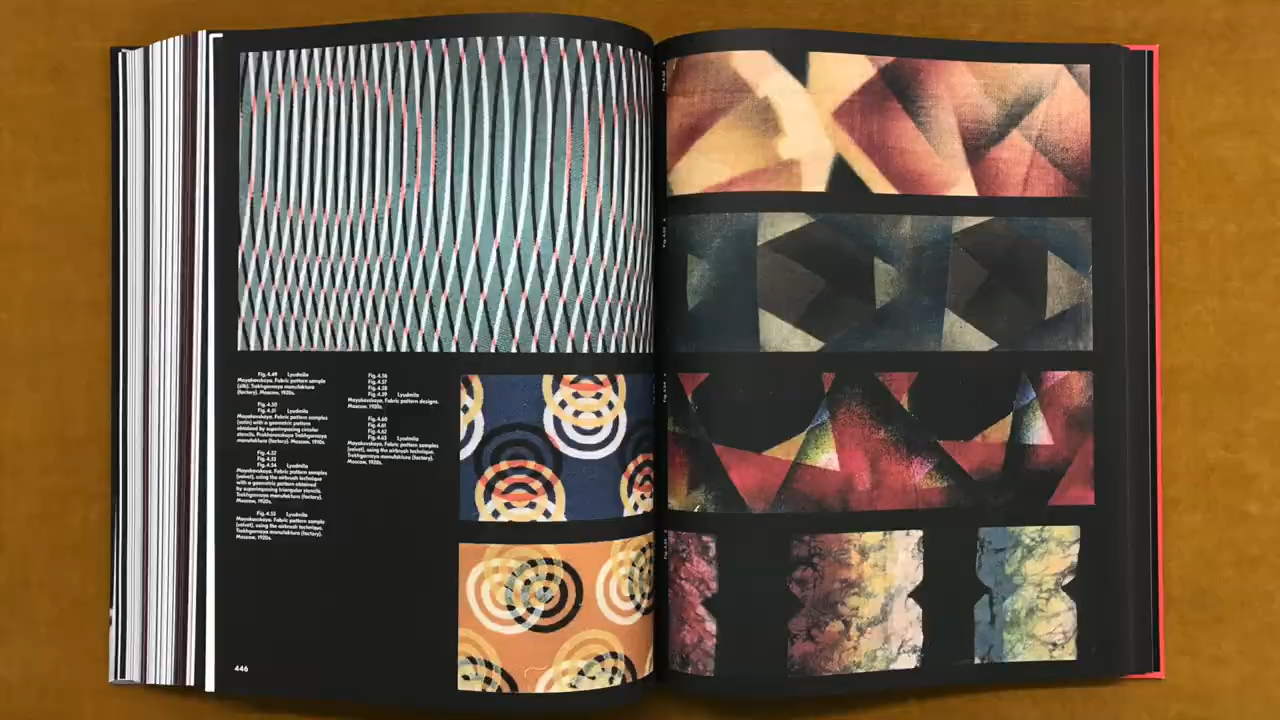 Fig.4.49 Lyudmila
Mayakovskaya. Fabric pattern sample
(silk). Trekhgornaya manufaktura
(factory). Moscow, 1920s.
Fig.4.50
Fig.4.51 Lyudmila
Mayakovskaya. Fabric pattern samples
(satin) with a geometric pattern
obtained by superimposing circular
stencils. Prokhorovskaya Trekhgornaya
manufaktura (factory). Moscow, 1910s.
Fig.4.52
Fig.4.53
Fig.4.54 Lyudmila
Mayakovskaya. Fabric pattern samples
(velvet), using the airbrush technique
with a geometric pattern obtained
by superimposing triangular stencils.
Trekhgornaya manufaktura (factory).
Moscow, 1920s.
Fig.4.55 Lyudmila
Mayakovskaya. Fabric pattern sample
(velvet), using the airbrush technique.
Trekhgornaya manufaktura (factory).
Moscow, 1920s.
Fig.4.56
Fig.4.57
Fig.4.58
Fig.4.59 Lyudmila
Mayakovskaya. Fabric pattern designs.
Moscow, 1920s.
Fig.4.60
Fig.4.61
Fig.4.62
Fig.4.63 Lyudmila
Mayakovskaya. Fabric pattern samples
(velvet), using the airbrush technique.
Trekhgornaya manufaktura (factory).
Moscow, 1920s.
446